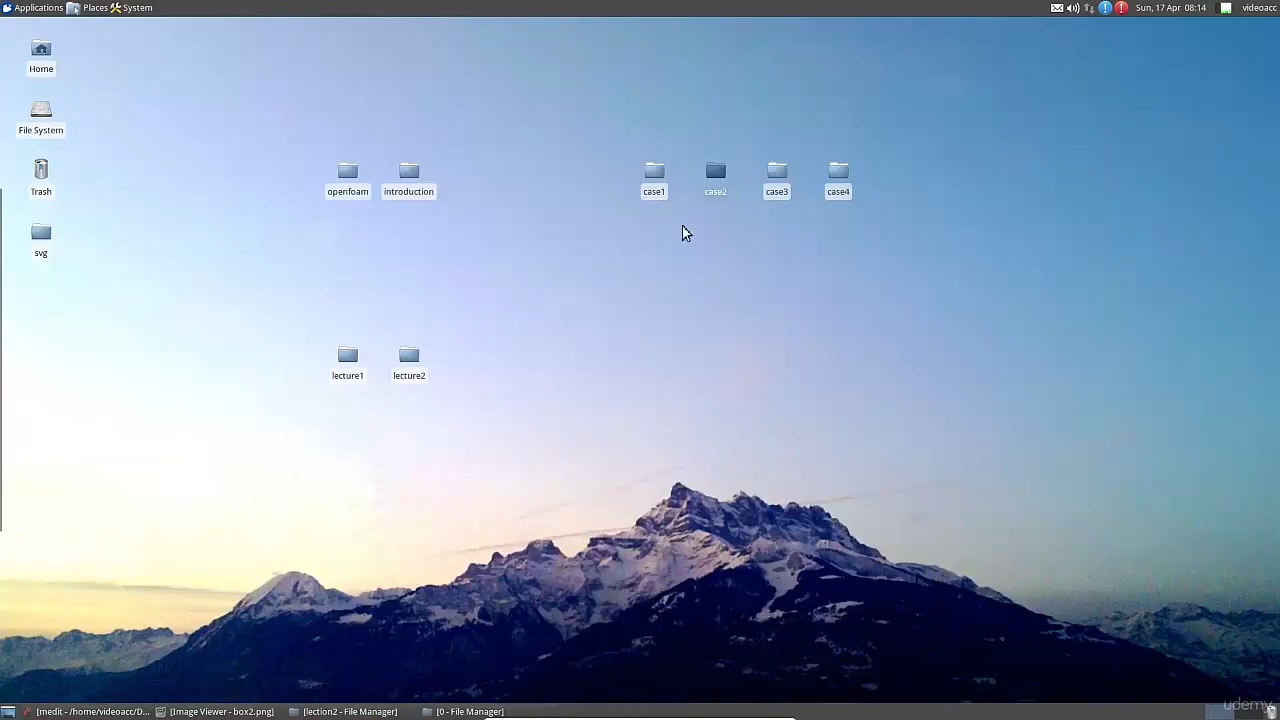 Applications Places System
Sun, 17 Apr 08:14 videoacc
Home
File System
Trash
svg
openfoam introduction
case1 case2 case3 case4
lecture1 lecture2
[medit - /home/videoacc/D... [Image Viewer - box2.png] [lection2 - File Manager] [0 - File Manager]
udemy